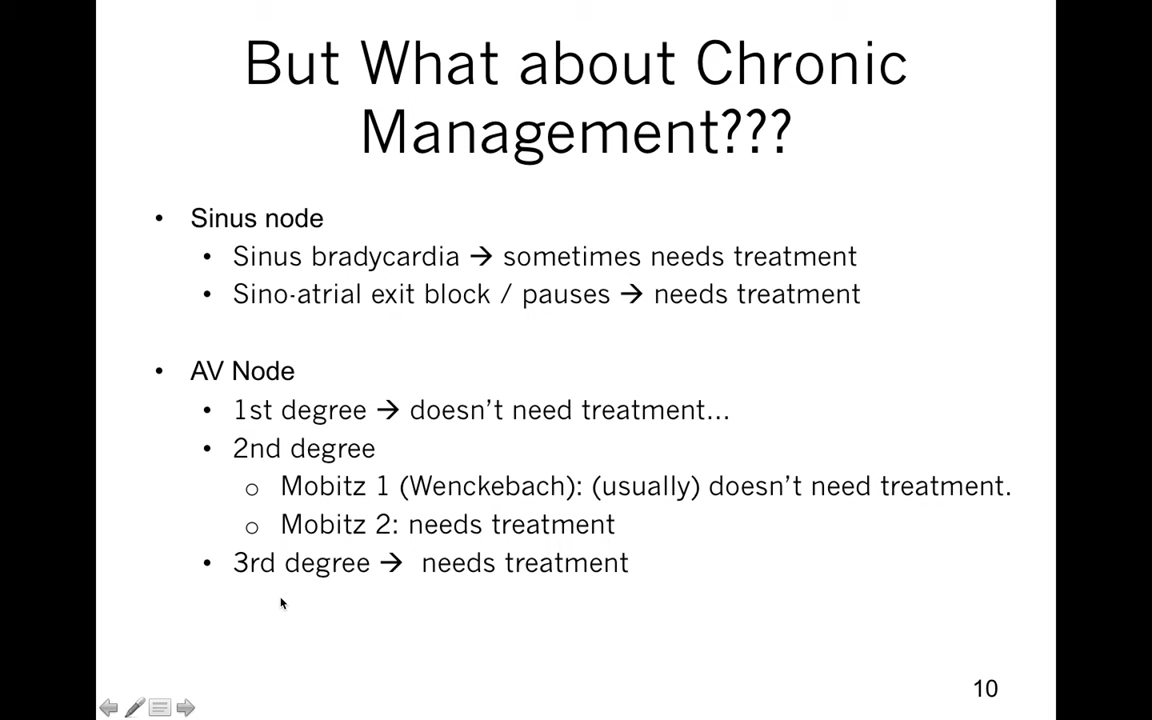 But What about Chronic
Management???
• Sinus node
• Sinus bradycardia → sometimes needs treatment
• Sino-atrial exit block / pauses → needs treatment
• AV Node
• 1st degree → doesn’t need treatment...
• 2nd degree
o Mobitz 1 (Wenckebach): (usually) doesn’t need treatment.
o Mobitz 2: needs treatment
• 3rd degree → needs treatment
10